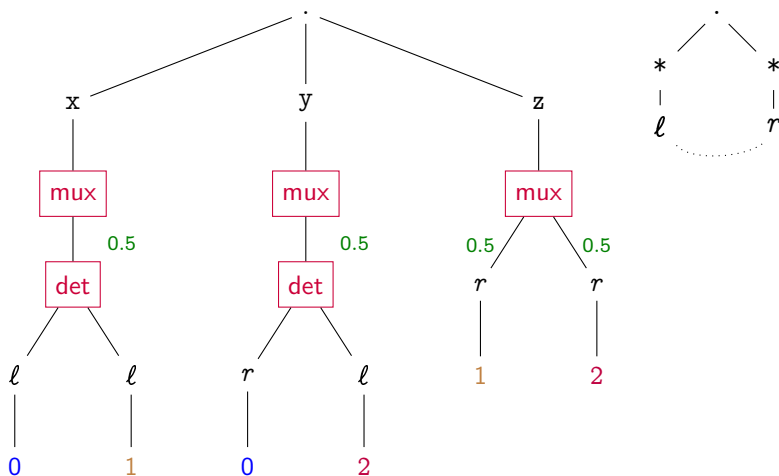 . .
* *
x y z
ℓ r
mux mux mux
0.5 0.5 0.5 0.5
det det r r
ℓ ℓ r ℓ 1 2
0 1 0 2